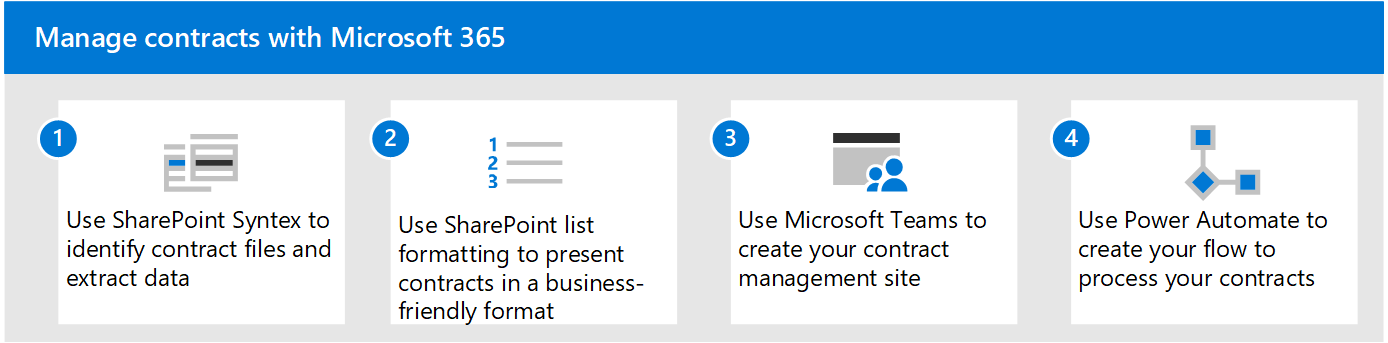 Manage contracts with Microsoft 365
1
Use SharePoint Syntex to
identify contract files and
extract data
2
1
2
3
Use SharePoint list
formatting to present
contracts in a business-
friendly format
3
Use Microsoft Teams to
create your contract
management site
4
Use Power Automate to
create your flow to
process your contracts